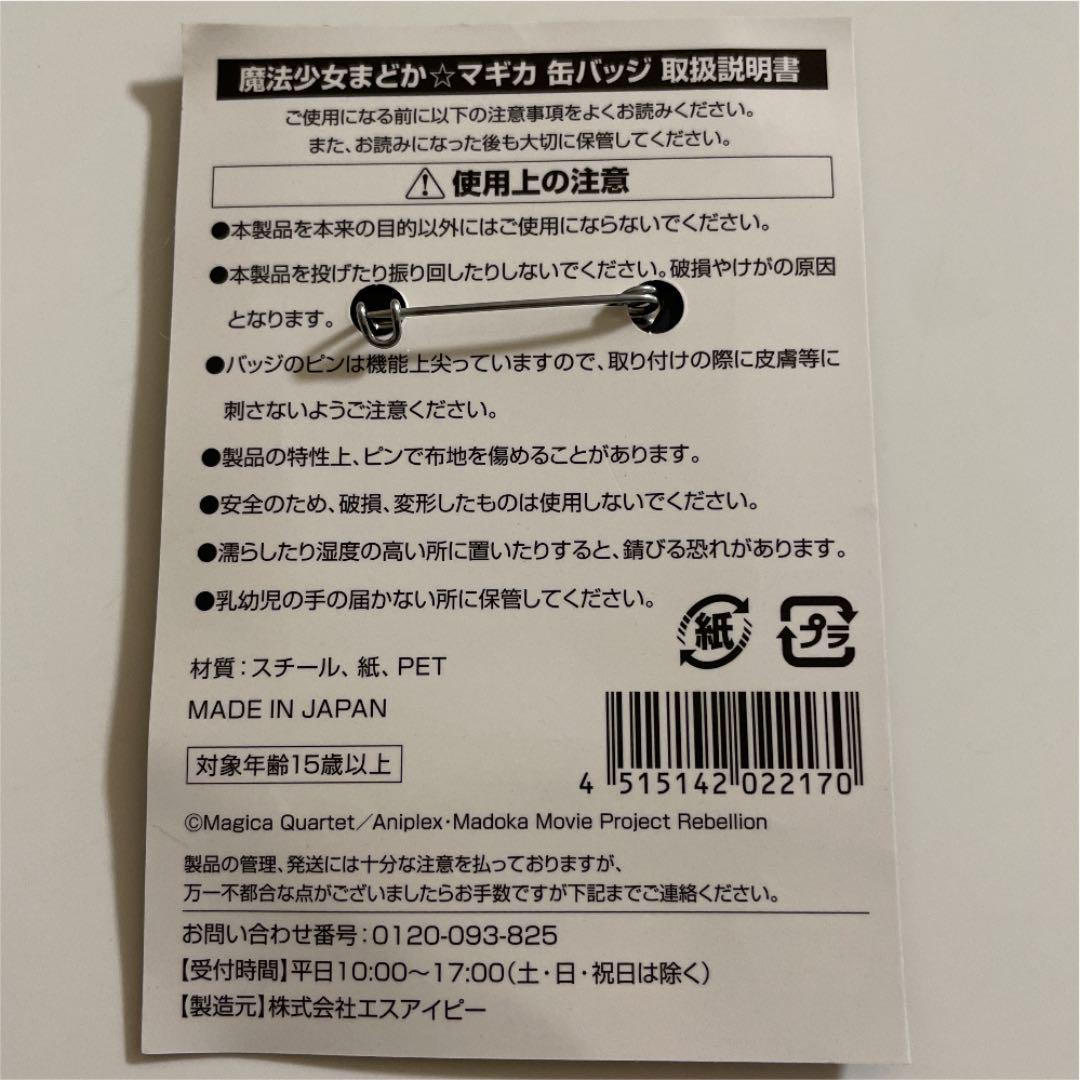 魔法少女まどか☆マギカ 缶バッジ 取扱説明書
ご使用になる前に以下の注意事項をよくお読みください。
また、お読みになった後も大切に保管してください。
⚠ 使用上の注意
●本製品を本来の目的以外にはご使用にならないでください。
●本製品を投げたり振り回したりしないでください。破損やけがの原因
となります。
●バッジのピンは機能上尖っていますので、取り付けの際に皮膚等に
刺さないようご注意ください。
●製品の特性上、ピンで布地を傷めることがあります。
●安全のため、破損、変形したものは使用しないでください。
●濡らしたり湿度の高い所に置いたりすると、錆びる恐れがあります。
●乳幼児の手の届かない所に保管してください。
紙 プラ
材質：スチール、紙、PET
MADE IN JAPAN
対象年齢15歳以上
4 515142 022170
©Magica Quartet／Aniplex・Madoka Movie Project Rebellion
製品の管理、発送には十分な注意を払っておりますが、
万一不都合な点がございましたらお手数ですが下記までご連絡ください。
お問い合わせ番号：0120-093-825
【受付時間】平日10:00〜17:00（土・日・祝日は除く）
【製造元】株式会社エスアイピー